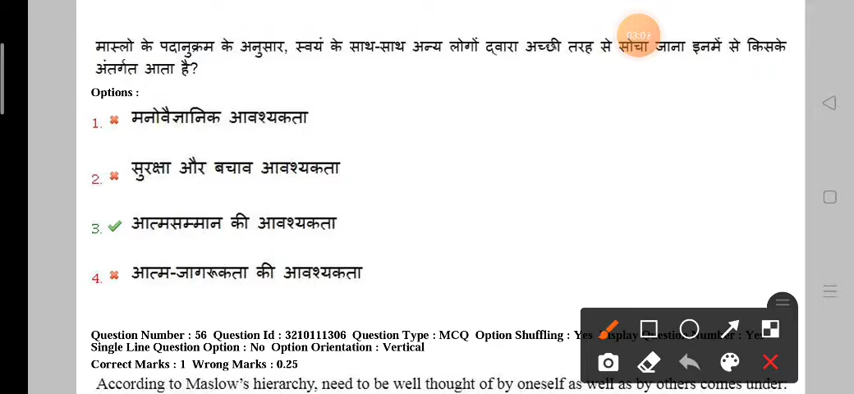 मास्लो के पदानुक्रम के अनुसार, स्वयं के साथ-साथ अन्य लोगों द्वारा अच्छी तरह से सोचा जाना इनमें से किसके
अंतर्गत आता है?
Options :
1. मनोवैज्ञानिक आवश्यकता
2. सुरक्षा और बचाव आवश्यकता
3. आत्मसम्मान की आवश्यकता
4. आत्म-जागरूकता की आवश्यकता
Question Number : 56 Question Id : 3210111306 Question Type : MCQ Option Shuffling : Yes Display Question Number : Yes
Single Line Question Option : No Option Orientation : Vertical
Correct Marks : 1 Wrong Marks : 0.25
According to Maslow's hierarchy, need to be well thought of by oneself as well as by others comes under: